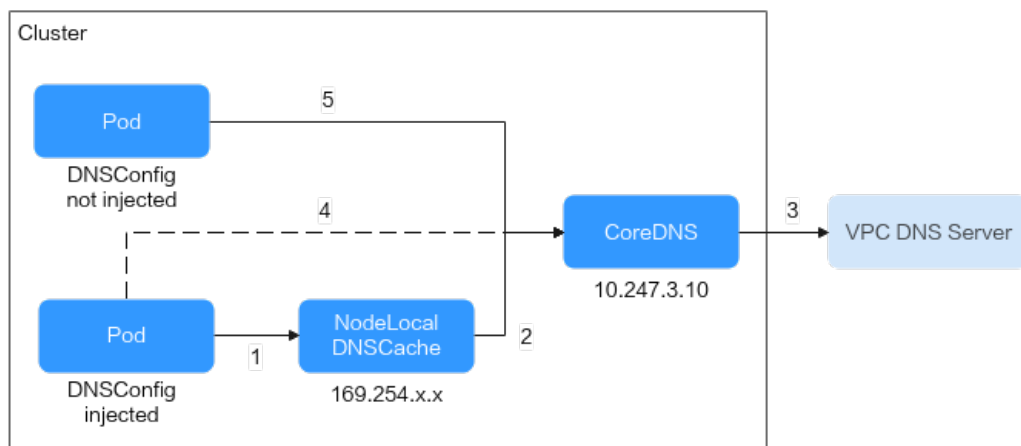 Cluster
Pod
5
DNSConfig
not injected
4
CoreDNS
3
VPC DNS Server
10.247.3.10
Pod
1
NodeLocal
DNSCache
2
DNSConfig
injected
169.254.x.x